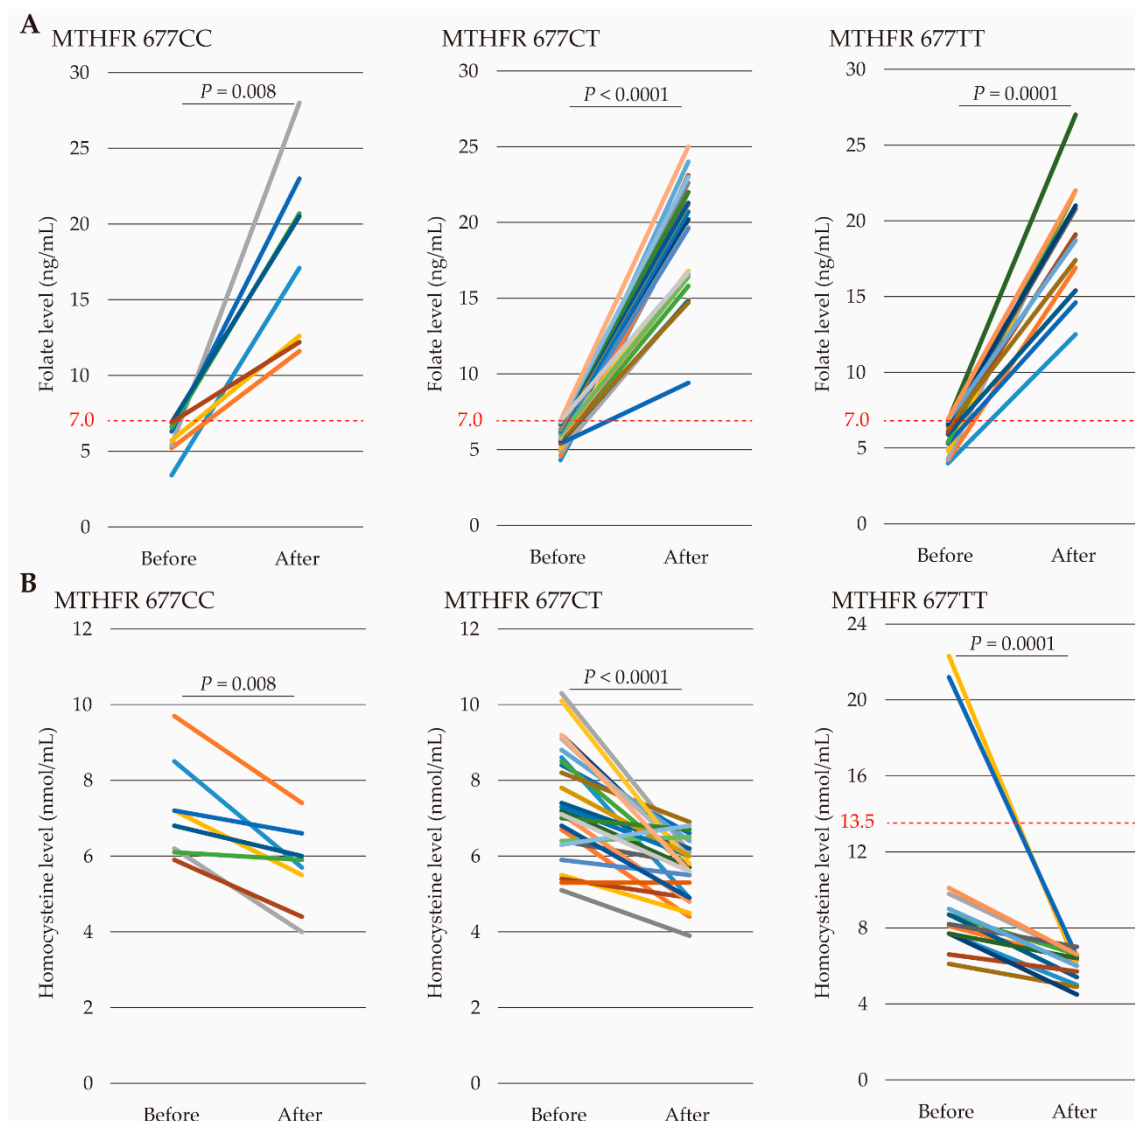 A
MTHFR 677CC
MTHFR 677CT
MTHFR 677TT
Folate level (ng/mL)
30
25
20
15
10
7.0
5
0
P = 0.008
Before
After
Folate level (ng/mL)
30
25
20
15
10
7.0
5
0
P < 0.0001
Before
After
Folate level (ng/mL)
30
25
20
15
10
7.0
5
0
P = 0.0001
Before
After
B
MTHFR 677CC
MTHFR 677CT
MTHFR 677TT
Homocysteine level (nmol/mL)
12
10
8
6
4
2
0
P = 0.008
Before
After
Homocysteine level (nmol/mL)
12
10
8
6
4
2
0
P < 0.0001
Before
After
Homocysteine level (nmol/mL)
24
20
16
13.5
12
8
4
0
P = 0.0001
Before
After